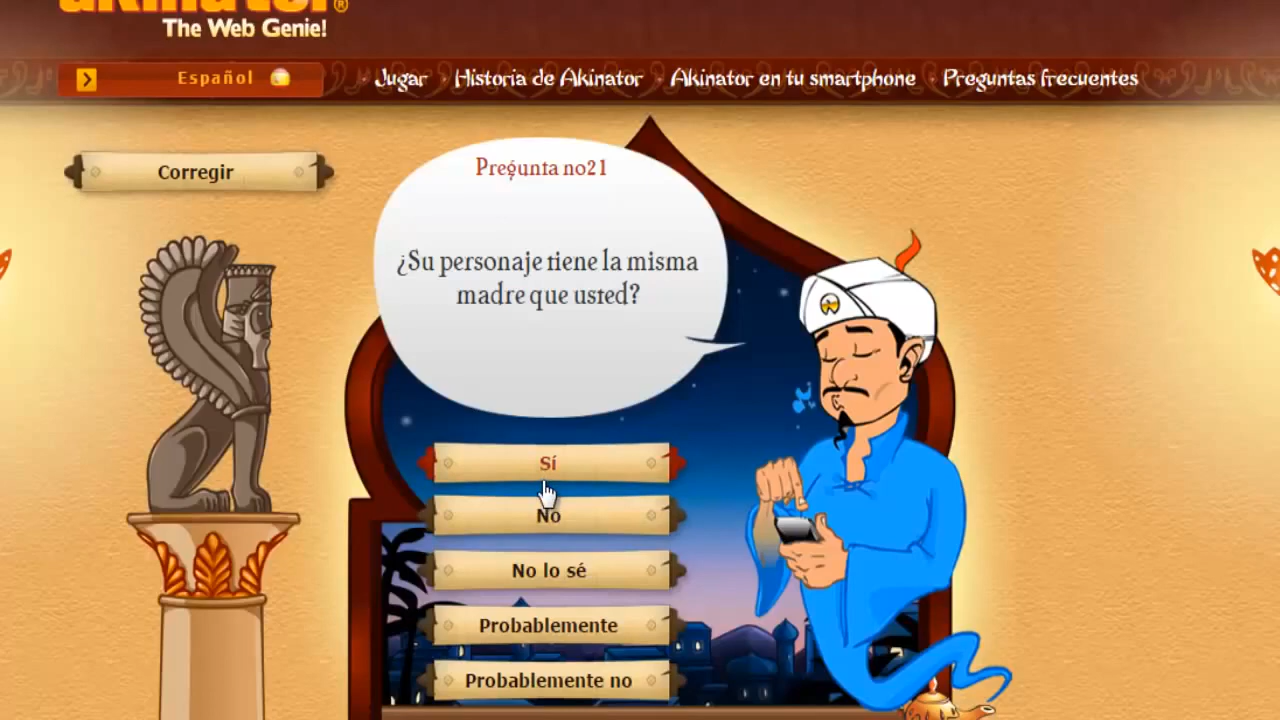 akinator®
The Web Genie!
Español
Jugar
Historia de Akinator
Akinator en tu smartphone
Preguntas frecuentes
Corregir
Pregunta no21
¿Su personaje tiene la misma
madre que usted?
Sí
No
No lo sé
Probablemente
Probablemente no